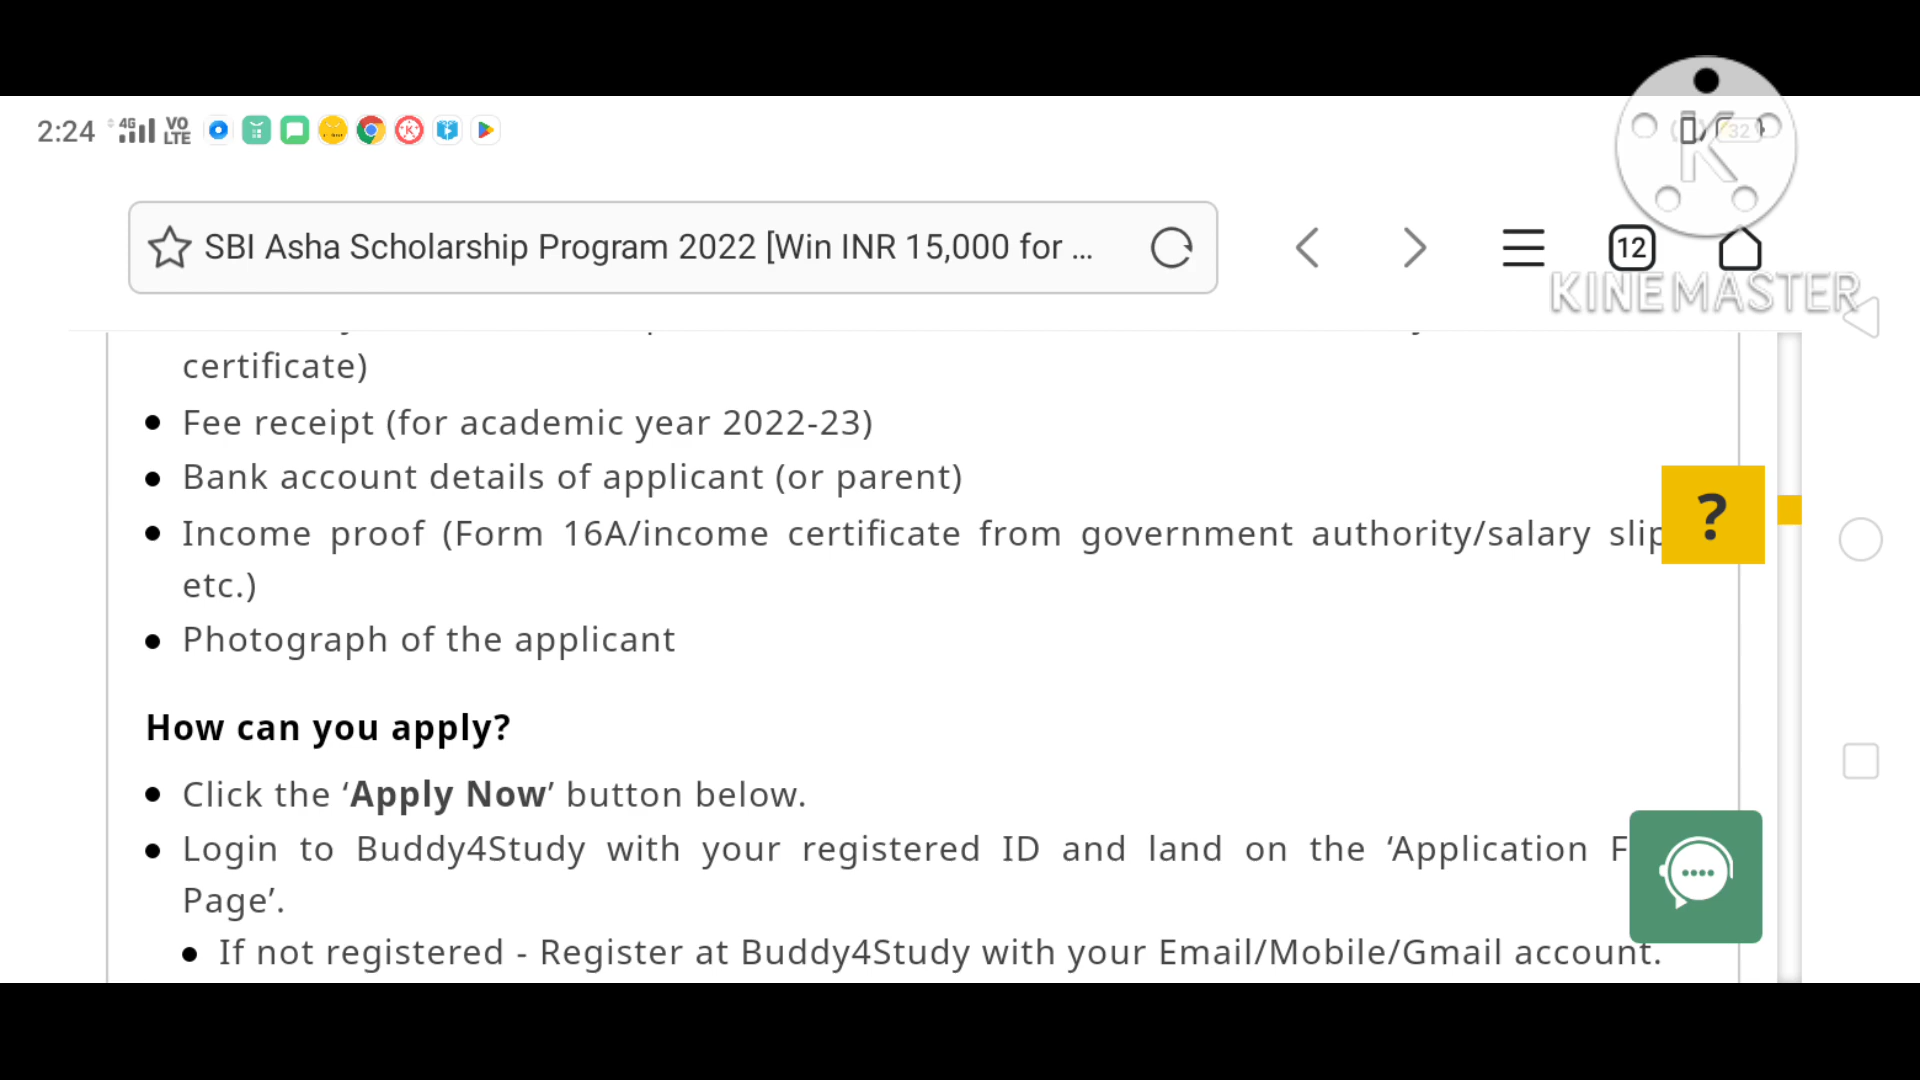 2:24 4G VO LTE 32
SBI Asha Scholarship Program 2022 [Win INR 15,000 for ...
12
K
KINEMASTER
certificate)
Fee receipt (for academic year 2022-23)
Bank account details of applicant (or parent)
Income proof (Form 16A/income certificate from government authority/salary slip
?
etc.)
Photograph of the applicant
How can you apply?
Click the ‘Apply Now’ button below.
Login to Buddy4Study with your registered ID and land on the ‘Application
Page’.
If not registered - Register at Buddy4Study with your Email/Mobile/Gmail account.